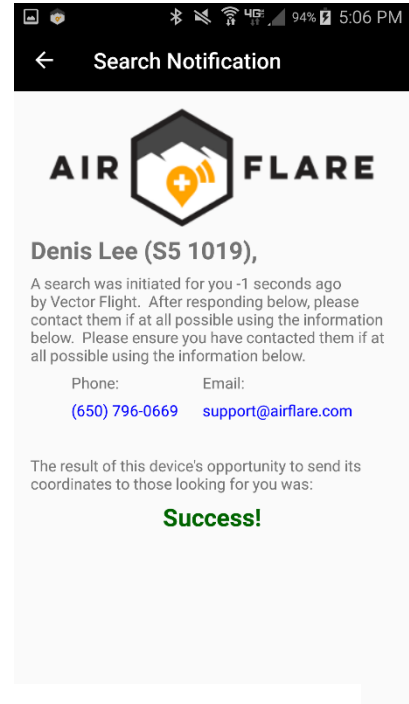 4G 94% 5:06 PM
Search Notification
AIR FLARE
Denis Lee (S5 1019),
A search was initiated for you -1 seconds ago
by Vector Flight.  After responding below, please
contact them if at all possible using the information
below.  Please ensure you have contacted them if at
all possible using the information below.
Phone: Email:
(650) 796-0669 support@airflare.com
The result of this device's opportunity to send its
coordinates to those looking for you was:
Success!